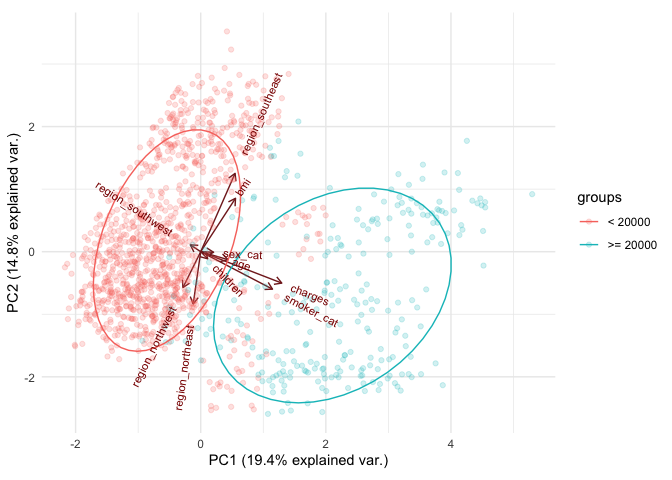 PC2 (14.8% explained var.)
2
0
-2
region_southeast
bmi
region_southwest
sex_cat
age
children
charges
smoker_cat
region_northwest
region_northeast
-2
0
2
4
PC1 (19.4% explained var.)
groups
< 20000
>= 20000